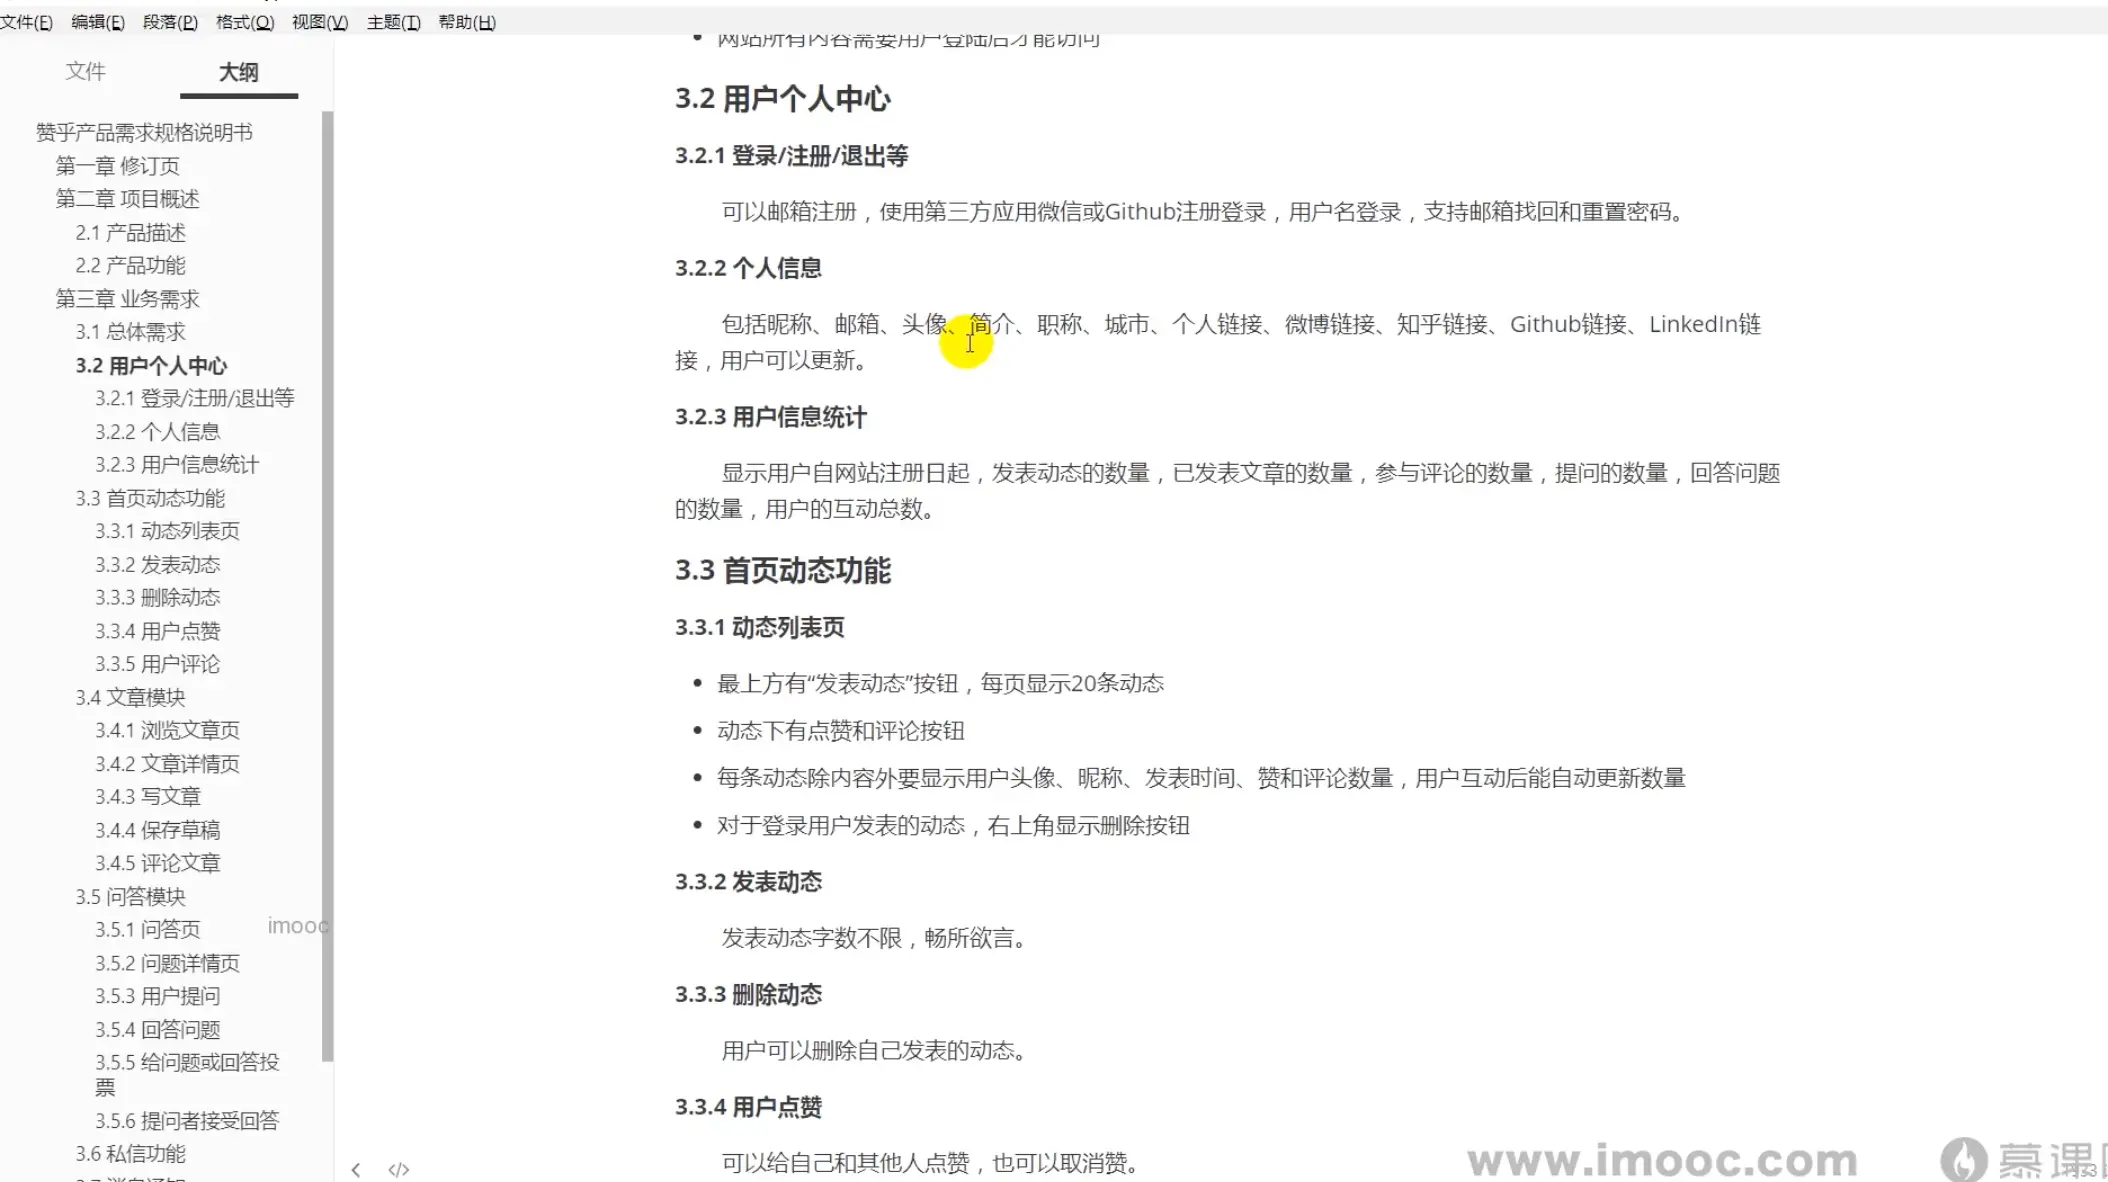 文件(F) 编辑(E) 段落(P) 格式(O) 视图(V) 主题(T) 帮助(H)
文件 大纲
赞乎产品需求规格说明书
第一章 修订页
第二章 项目概述
2.1 产品描述
2.2 产品功能
第三章 业务需求
3.1 总体需求
3.2 用户个人中心
3.2.1 登录/注册/退出等
3.2.2 个人信息
3.2.3 用户信息统计
3.3 首页动态功能
3.3.1 动态列表页
3.3.2 发表动态
3.3.3 删除动态
3.3.4 用户点赞
3.3.5 用户评论
3.4 文章模块
3.4.1 浏览文章页
3.4.2 文章详情页
3.4.3 写文章
3.4.4 保存草稿
3.4.5 评论文章
3.5 问答模块
3.5.1 问答页
imooc
3.5.2 问题详情页
3.5.3 用户提问
3.5.4 回答问题
3.5.5 给问题或回答投
票
3.5.6 提问者接受回答
3.6 私信功能
网站所有内容需要用户登陆后才能访问
3.2 用户个人中心
3.2.1 登录/注册/退出等
可以邮箱注册，使用第三方应用微信或Github注册登录，用户名登录，支持邮箱找回和重置密码。
3.2.2 个人信息
包括昵称、邮箱、头像、简介、职称、城市、个人链接、微博链接、知乎链接、Github链接、LinkedIn链
接，用户可以更新。
3.2.3 用户信息统计
显示用户自网站注册日起，发表动态的数量，已发表文章的数量，参与评论的数量，提问的数量，回答问题
的数量，用户的互动总数。
3.3 首页动态功能
3.3.1 动态列表页
• 最上方有“发表动态”按钮，每页显示20条动态
• 动态下有点赞和评论按钮
• 每条动态除内容外要显示用户头像、昵称、发表时间、赞和评论数量，用户互动后能自动更新数量
• 对于登录用户发表的动态，右上角显示删除按钮
3.3.2 发表动态
发表动态字数不限，畅所欲言。
3.3.3 删除动态
用户可以删除自己发表的动态。
3.3.4 用户点赞
可以给自己和其他人点赞，也可以取消赞。
www.imooc.com 慕课